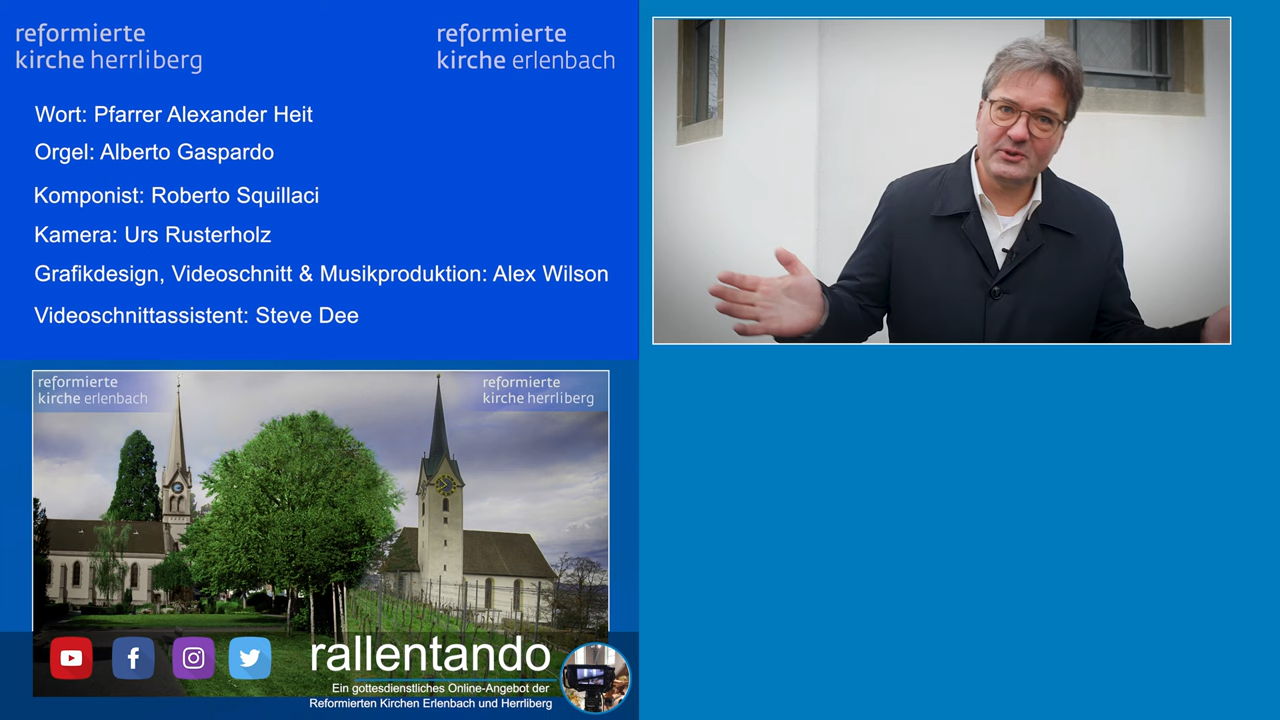 reformierte
kirche herrliberg
reformierte
kirche erlenbach
Wort: Pfarrer Alexander Heit
Orgel: Alberto Gaspardo
Komponist: Roberto Squillaci
Kamera: Urs Rusterholz
Grafikdesign, Videoschnitt & Musikproduktion: Alex Wilson
Videoschnittassistent: Steve Dee
reformierte
kirche erlenbach
reformierte
kirche herrliberg
rallentando
Ein gottesdienstliches Online-Angebot der
Reformierten Kirchen Erlenbach und Herrliberg